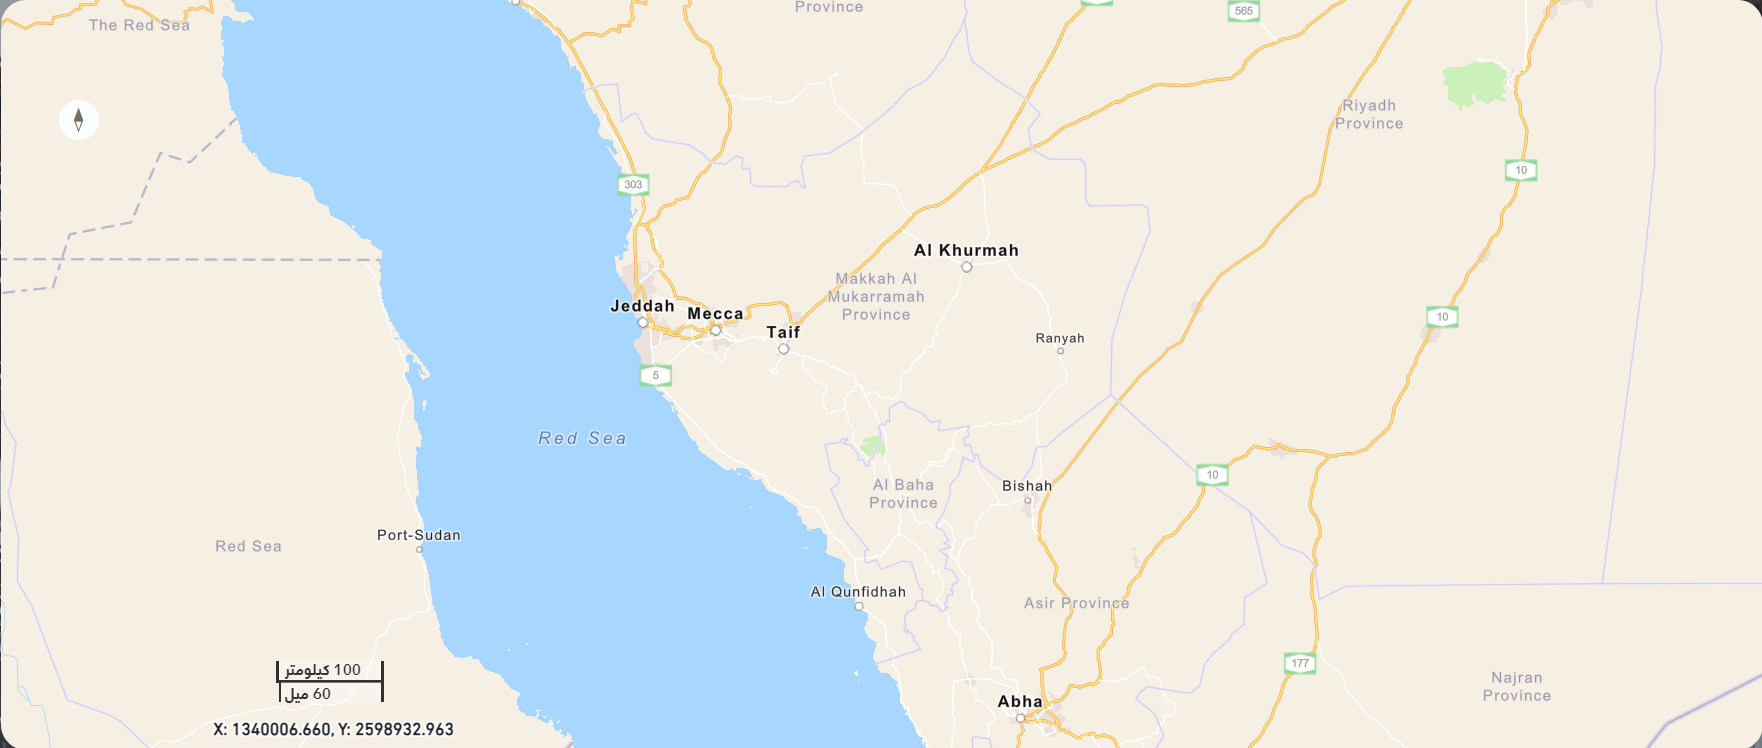 Province
565
The Red Sea
Riyadh
Province
10
303
Al Khurmah
Makkah Al
Mukarramah
Province
Jeddah
Mecca
Taif
10
Ranyah
5
Red Sea
10
Al Baha
Province
Bishah
Port-Sudan
Red Sea
Al Qunfidhah
Asir Province
177
100 كيلومتر
60 ميل
Najran
Province
Abha
X: 1340006.660, Y: 2598932.963